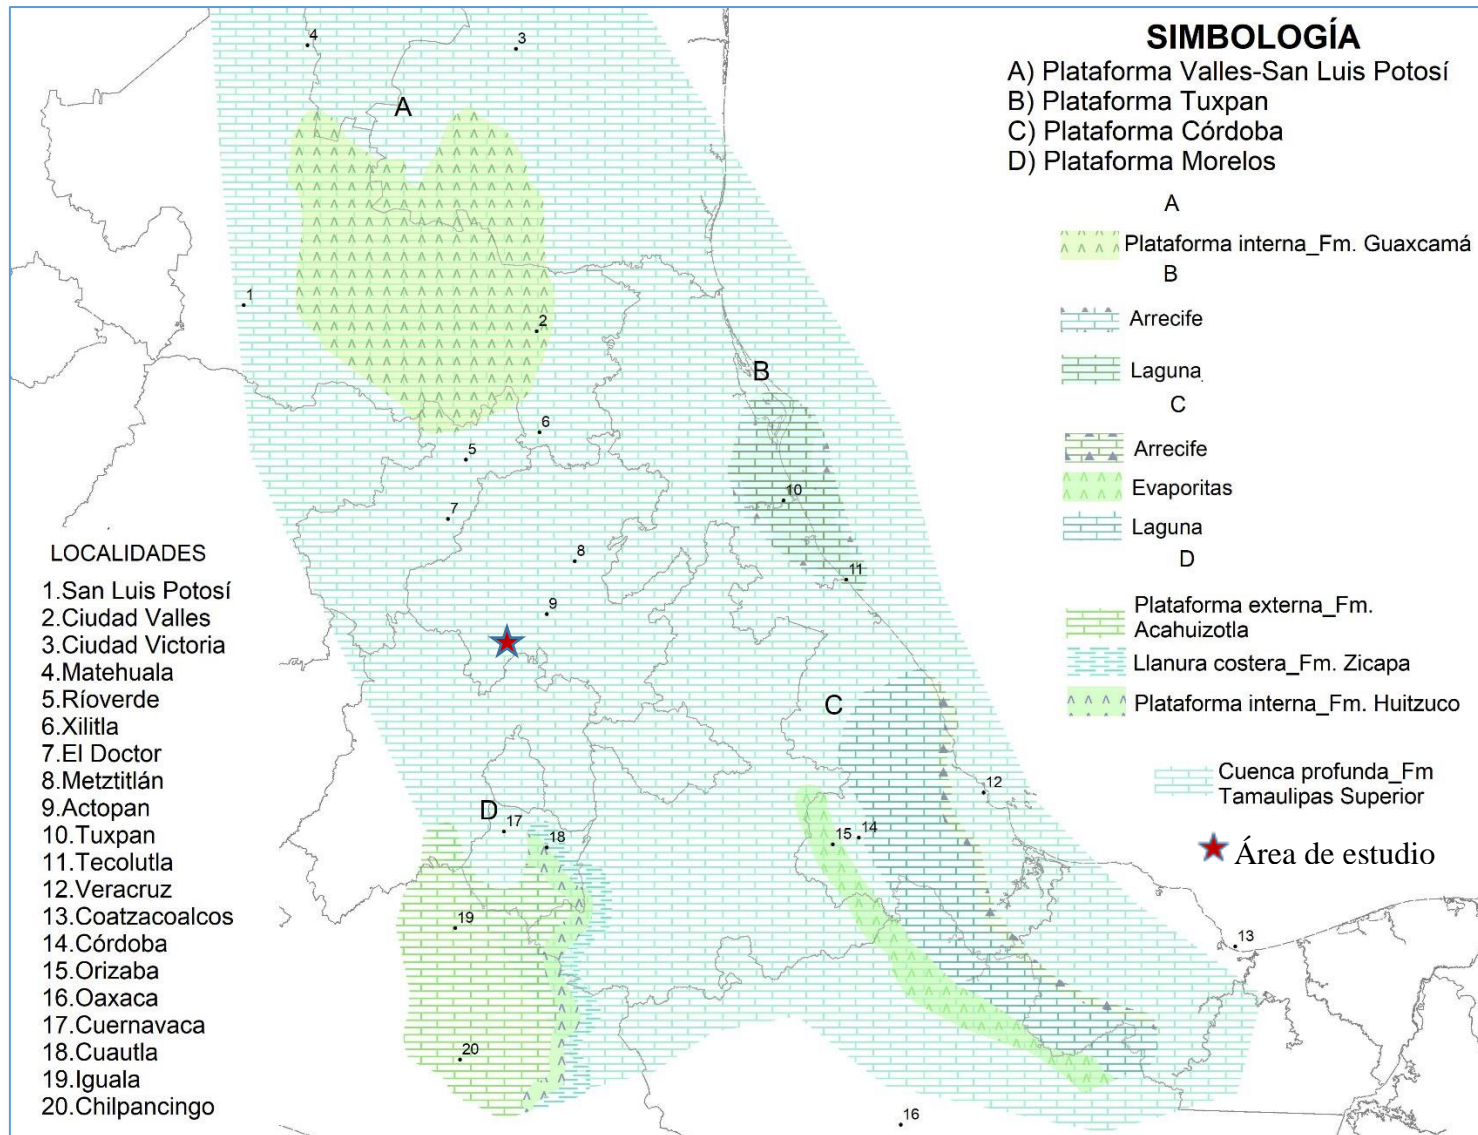 SIMBOLOGÍA
A) Plataforma Valles-San Luis Potosí
B) Plataforma Tuxpan
C) Plataforma Córdoba
D) Plataforma Morelos
A
Plataforma interna_Fm. Guaxcamá
B
Arrecife
Laguna
C
Arrecife
Evaporitas
Laguna
D
Plataforma externa_Fm.
Acahuizotla
Llanura costera_Fm. Zicapa
Plataforma interna_Fm. Huitzuco
Cuenca profunda_Fm
Tamaulipas Superior
Área de estudio
LOCALIDADES
1.San Luis Potosí
2.Ciudad Valles
3.Ciudad Victoria
4.Matehuala
5.Ríoverde
6.Xilitla
7.El Doctor
8.Metztitlán
9.Actopan
10.Tuxpan
11.Tecolutla
12.Veracruz
13.Coatzacoalcos
14.Córdoba
15.Orizaba
16.Oaxaca
17.Cuernavaca
18.Cuautla
19.Iguala
20.Chilpancingo
4
3
A
1
2
B
6
5
10
7
8
11
9
C
12
D
17
14
15
18
19
13
20
16